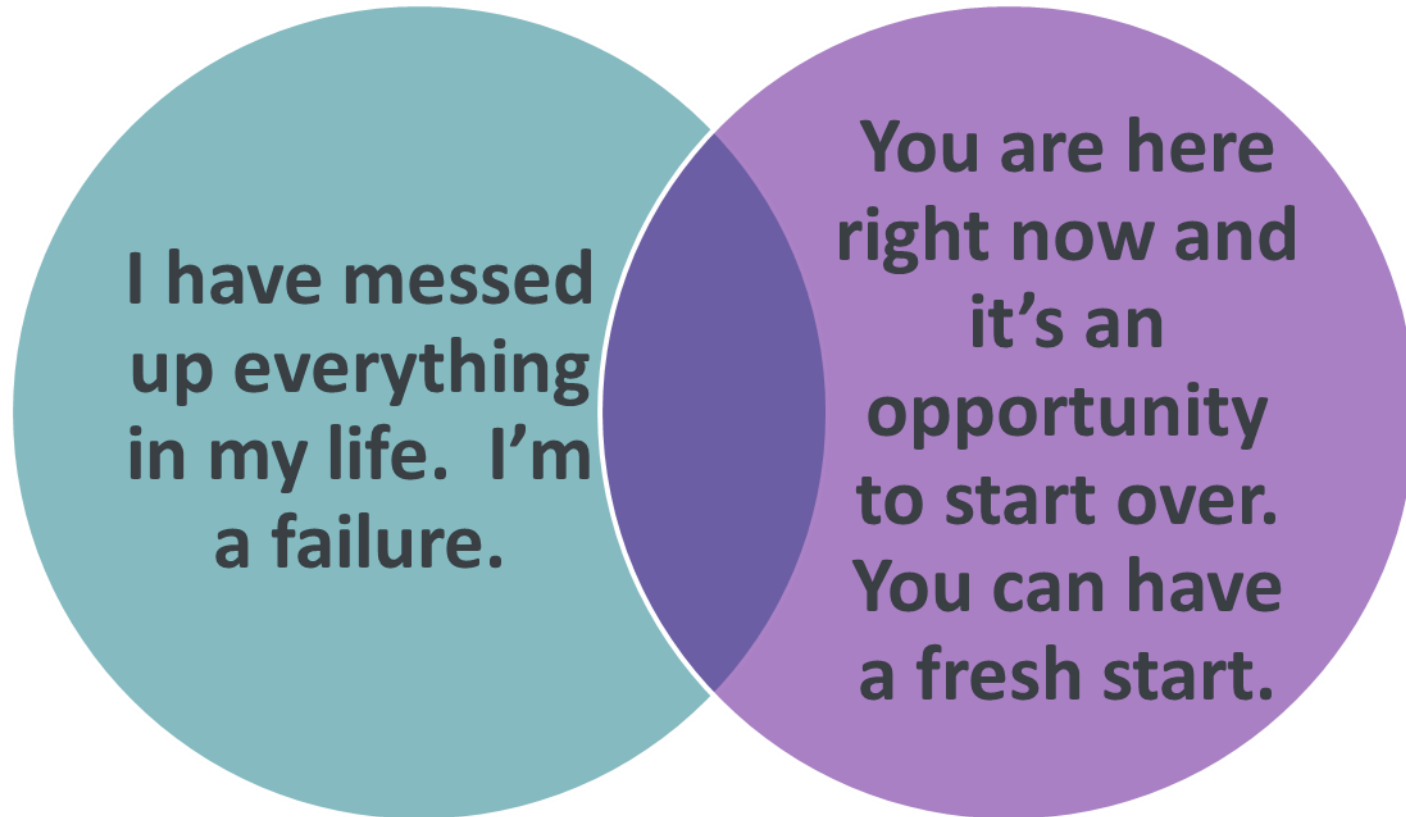 I have messed
up everything
in my life.  I’m
a failure.
You are here
right now and
it’s an
opportunity
to start over.
You can have
a fresh start.